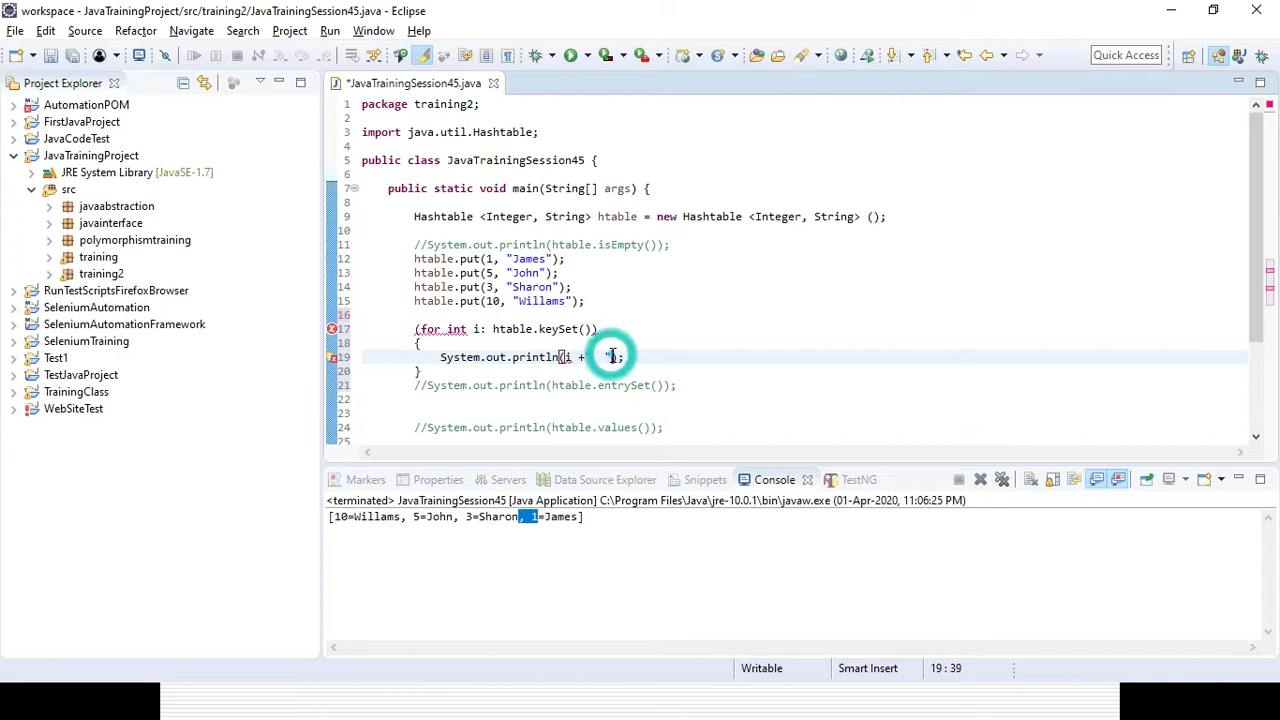 workspace - JavaTrainingProject/src/training2/JavaTrainingSession45.java - Eclipse
File Edit Source Refactor Navigate Search Project Run Window Help
Quick Access
Project Explorer
*JavaTrainingSession45.java
AutomationPOM
FirstJavaProject
JavaCodeTest
JavaTrainingProject
JRE System Library [JavaSE-1.7]
src
javaabstraction
javainterface
polymorphismtraining
training
training2
RunTestScriptsFirefoxBrowser
SeleniumAutomation
SeleniumAutomationFramework
SeleniumTraining
Test1
TestJavaProject
TrainingClass
WebSiteTest
1 package training2;
2
3 import java.util.Hashtable;
4
5 public class JavaTrainingSession45 {
6
7 public static void main(String[] args) {
8
9 Hashtable <Integer, String> htable = new Hashtable <Integer, String> ();
10
11 //System.out.println(htable.isEmpty());
12 htable.put(1, "James");
13 htable.put(5, "John");
14 htable.put(3, "Sharon");
15 htable.put(10, "Willams");
16
17 (for int i: htable.keySet())
18 {
19 System.out.println(i + ");
20 }
21 //System.out.println(htable.entrySet());
22
23
24 //System.out.println(htable.values());
25
Markers Properties Servers Data Source Explorer Snippets Console TestNG
<terminated> JavaTrainingSession45 [Java Application] C:\Program Files\Java\jre-10.0.1\bin\javaw.exe (01-Apr-2020, 11:06:25 PM)
[10=Willams, 5=John, 3=Sharon, 1=James]
Writable Smart Insert 19 : 39